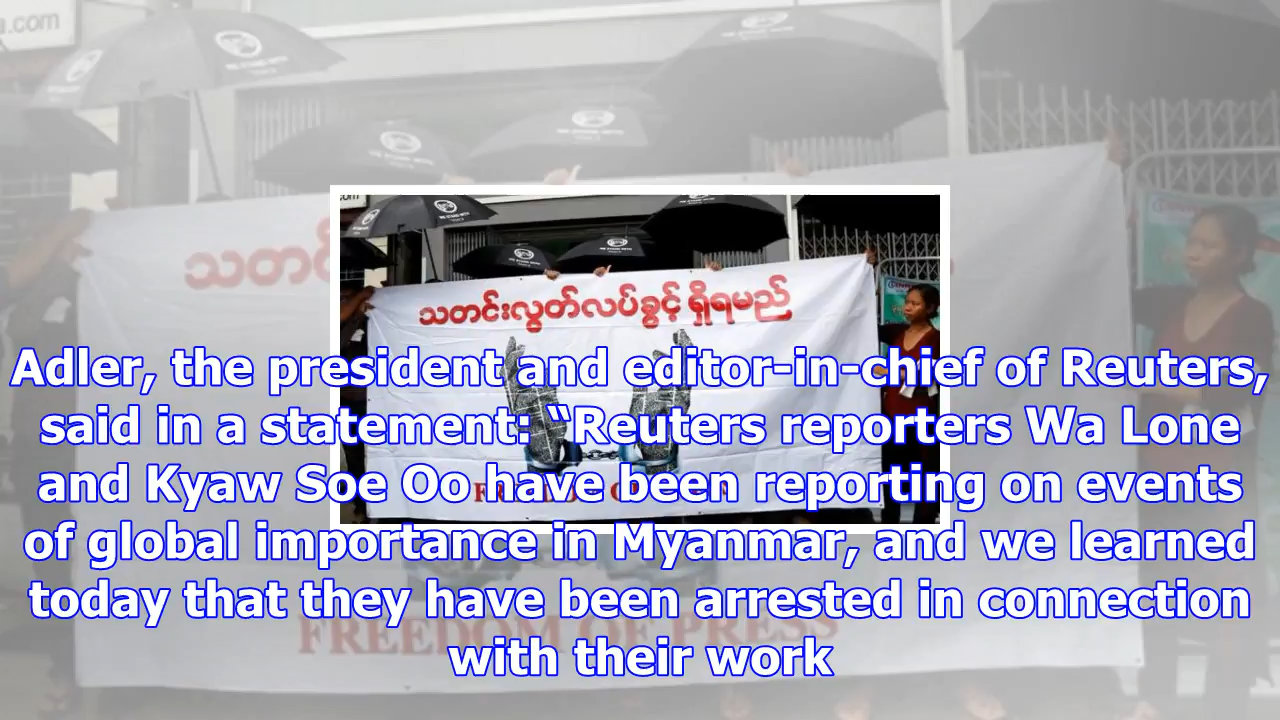 a.com
သတင်းလွတ်လပ်ခွင့် ရှိရမည်
Adler, the president and editor-in-chief of Reuters,
said in a statement: “Reuters reporters Wa Lone
and Kyaw Soe Oo have been reporting on events
of global importance in Myanmar, and we learned
today that they have been arrested in connection
with their work
FREEDOM OF PRESS